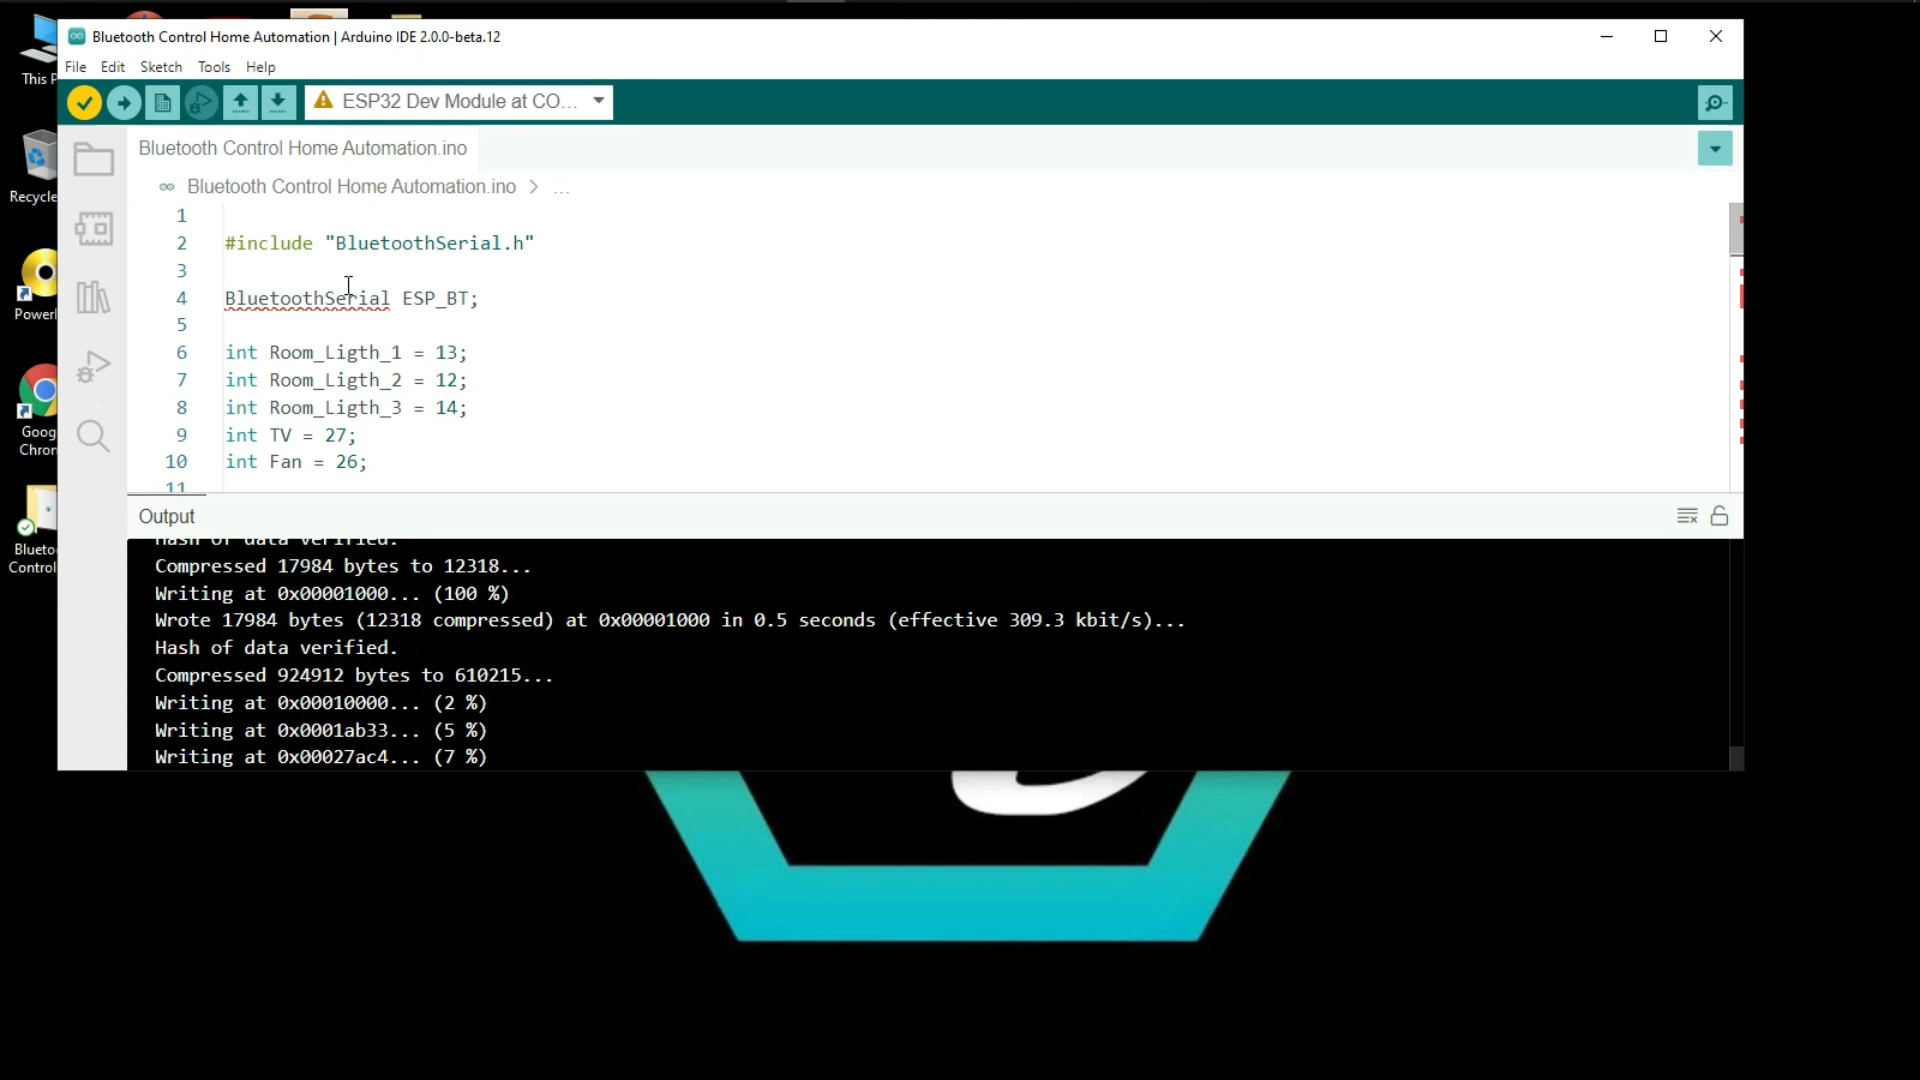 Bluetooth Control Home Automation | Arduino IDE 2.0.0-beta.12
File Edit Sketch Tools Help
ESP32 Dev Module at CO...
Bluetooth Control Home Automation.ino
Bluetooth Control Home Automation.ino > ...
1
2 #include "BluetoothSerial.h"
3
4 BluetoothSerial ESP_BT;
5
6 int Room_Ligth_1 = 13;
7 int Room_Ligth_2 = 12;
8 int Room_Ligth_3 = 14;
9 int TV = 27;
10 int Fan = 26;
11
Output
Hash of data verified.
Compressed 17984 bytes to 12318...
Writing at 0x00001000... (100 %)
Wrote 17984 bytes (12318 compressed) at 0x00001000 in 0.5 seconds (effective 309.3 kbit/s)...
Hash of data verified.
Compressed 924912 bytes to 610215...
Writing at 0x00010000... (2 %)
Writing at 0x0001ab33... (5 %)
Writing at 0x00027ac4... (7 %)
This P
Recycle
PowerI
Goog
Chron
Blueto
Control